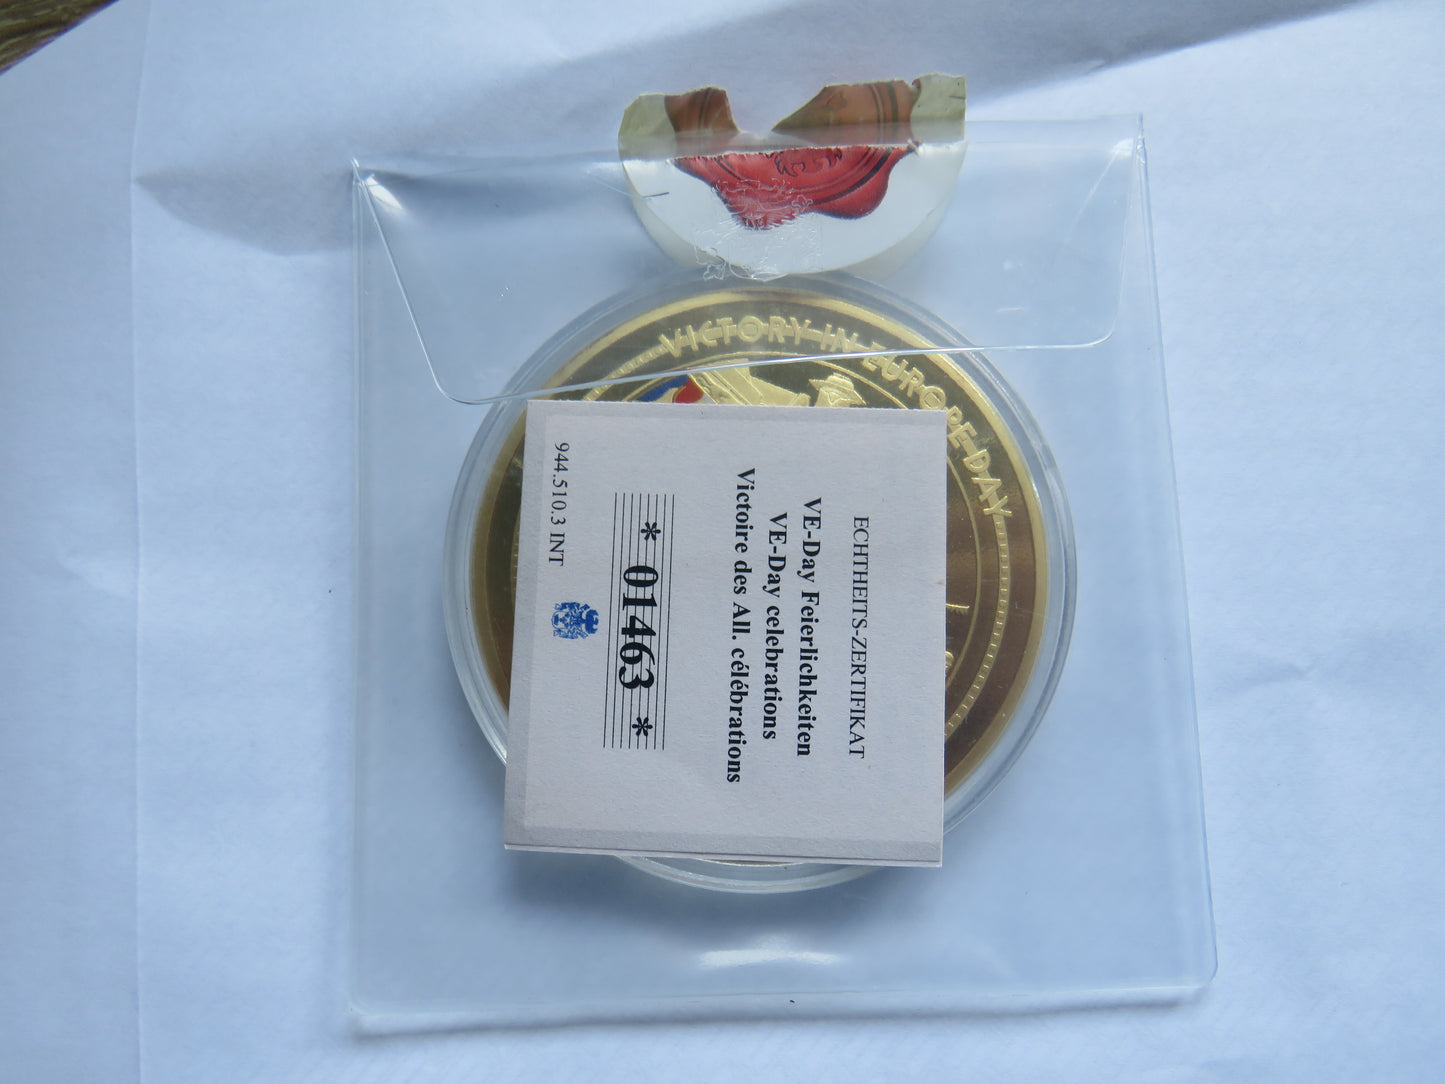 VICTORY IN EUROPE DAY
ECHTHEITS-ZERTIFIKAT
VE-Day Feierlichkeiten
VE-Day celebrations
Victoire des All. célébrations
* 01463 *
944.510.3 INT